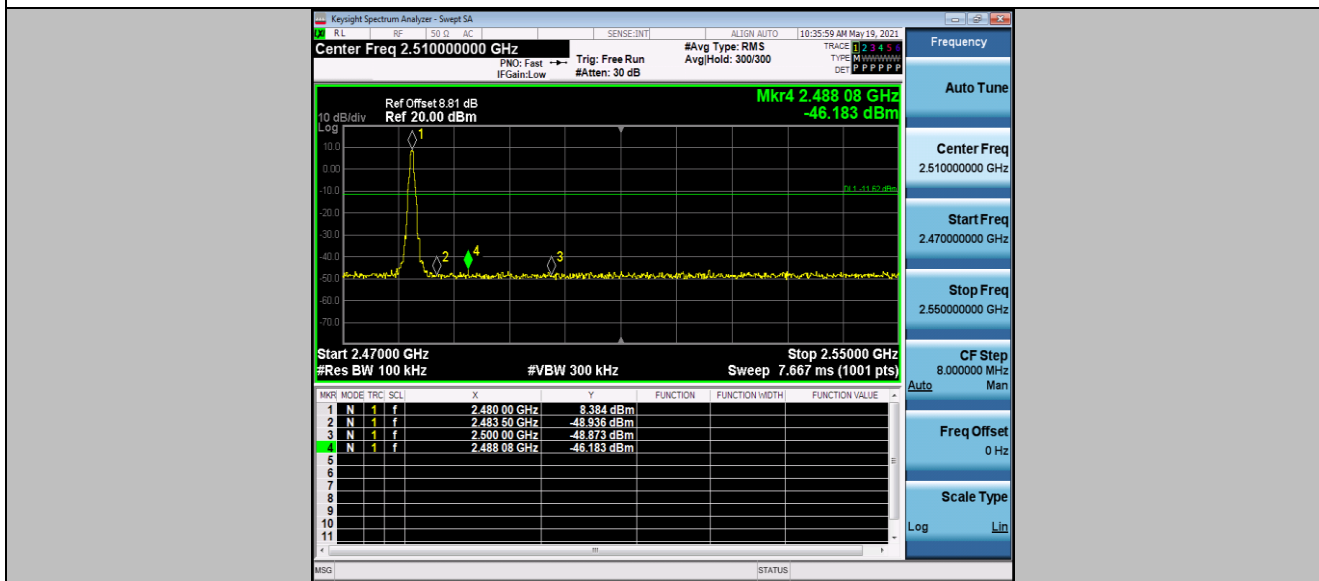 Keysight Spectrum Analyzer - Swept SA
RL RF 50 Ω AC SENSE:INT ALIGN AUTO 10:35:59 AM May 19, 2021
Center Freq 2.510000000 GHz
PNO: Fast
IFGain:Low
Trig: Free Run
#Atten: 30 dB
#Avg Type: RMS
Avg|Hold: 300/300
TRACE 1 2 3 4 5 6
TYPE M WWWWW
DET P P P P P P
Ref Offset 8.81 dB
10 dB/div Ref 20.00 dBm
Log
Mkr4 2.488 08 GHz
-46.183 dBm
10.0
0.00
-10.0
-20.0
-30.0
-40.0
-50.0
-60.0
-70.0
1
2
4
3
DL1 -11.62 dBm
Start 2.47000 GHz Stop 2.55000 GHz
#Res BW 100 kHz #VBW 300 kHz Sweep 7.667 ms (1001 pts)
MKR MODE TRC SCL X Y FUNCTION FUNCTION WIDTH FUNCTION VALUE
1 N 1 f 2.480 00 GHz 8.384 dBm
2 N 1 f 2.483 50 GHz -48.936 dBm
3 N 1 f 2.500 00 GHz -48.873 dBm
4 N 1 f 2.488 08 GHz -46.183 dBm
5
6
7
8
9
10
11
MSG STATUS
Frequency
Auto Tune
Center Freq
2.510000000 GHz
Start Freq
2.470000000 GHz
Stop Freq
2.550000000 GHz
CF Step
8.000000 MHz
Auto Man
Freq Offset
0 Hz
Scale Type
Log Lin